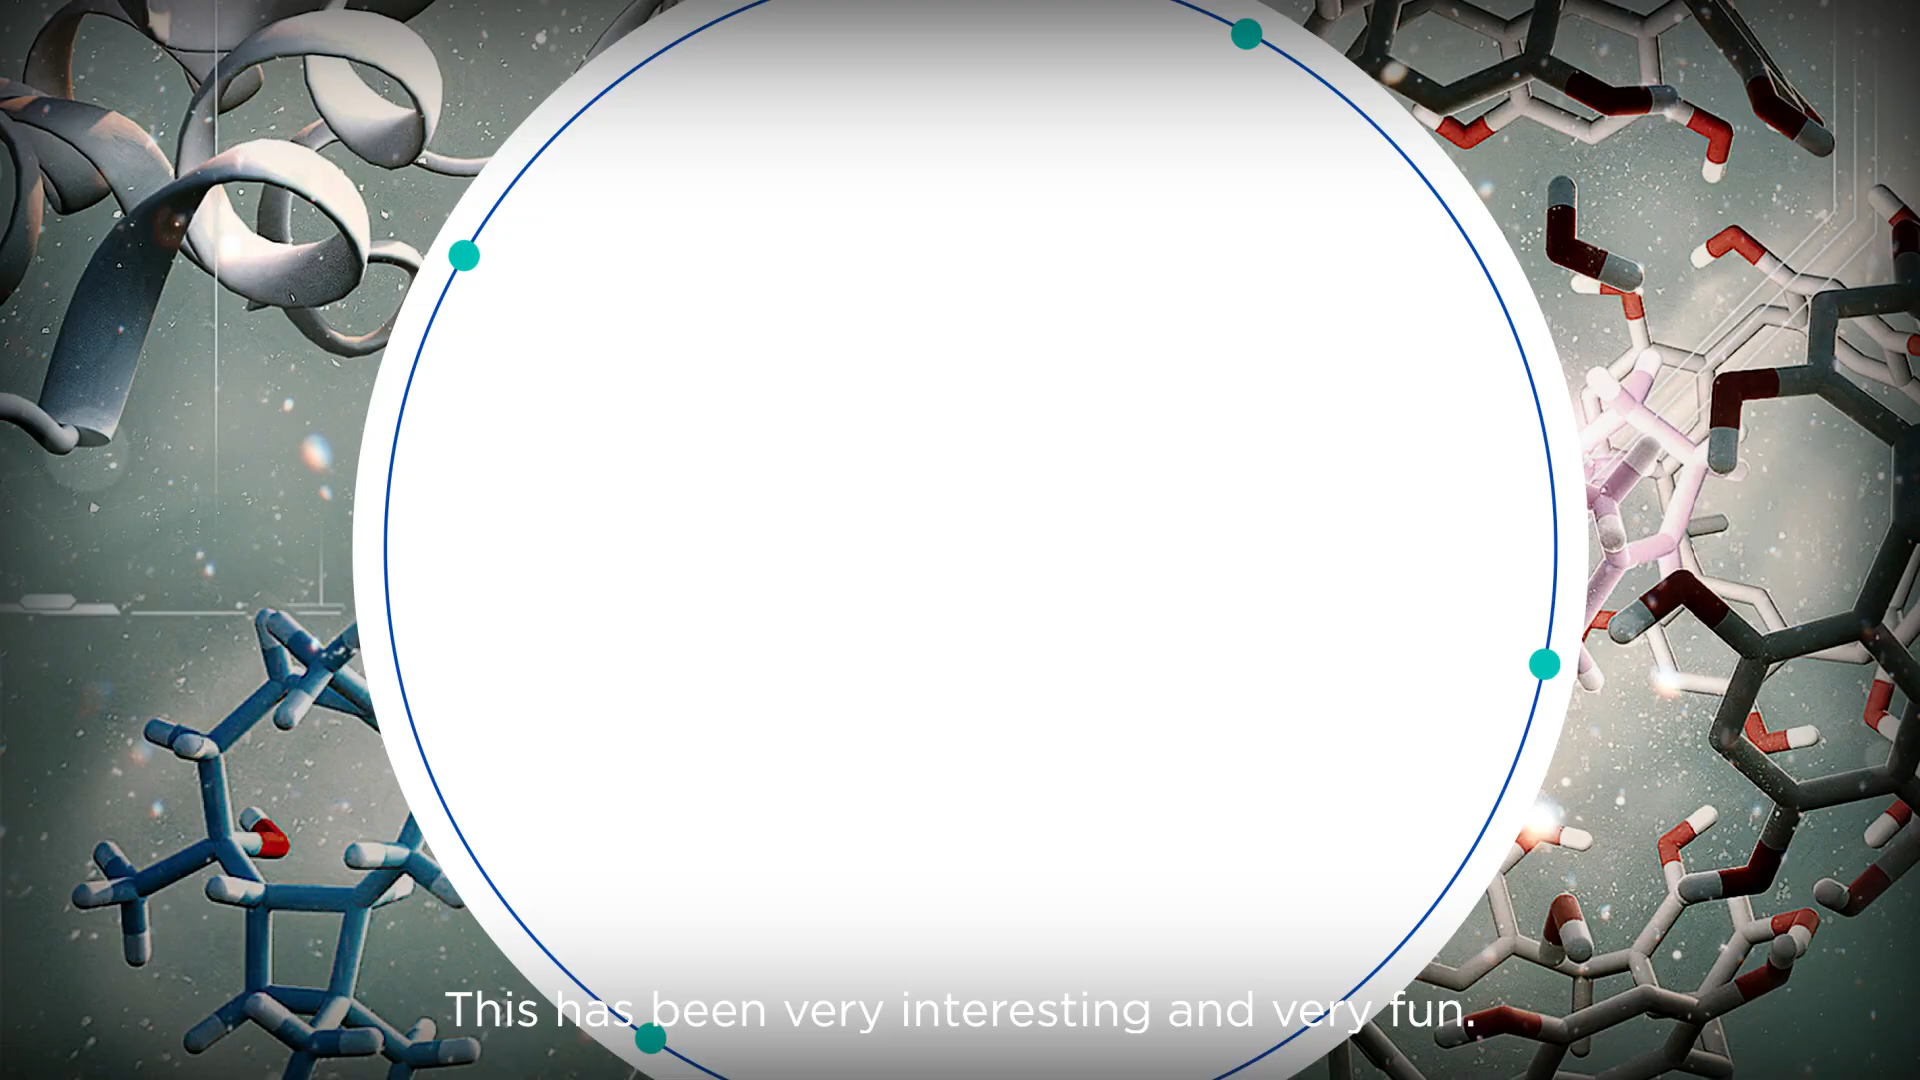 This has been very interesting and very fun.